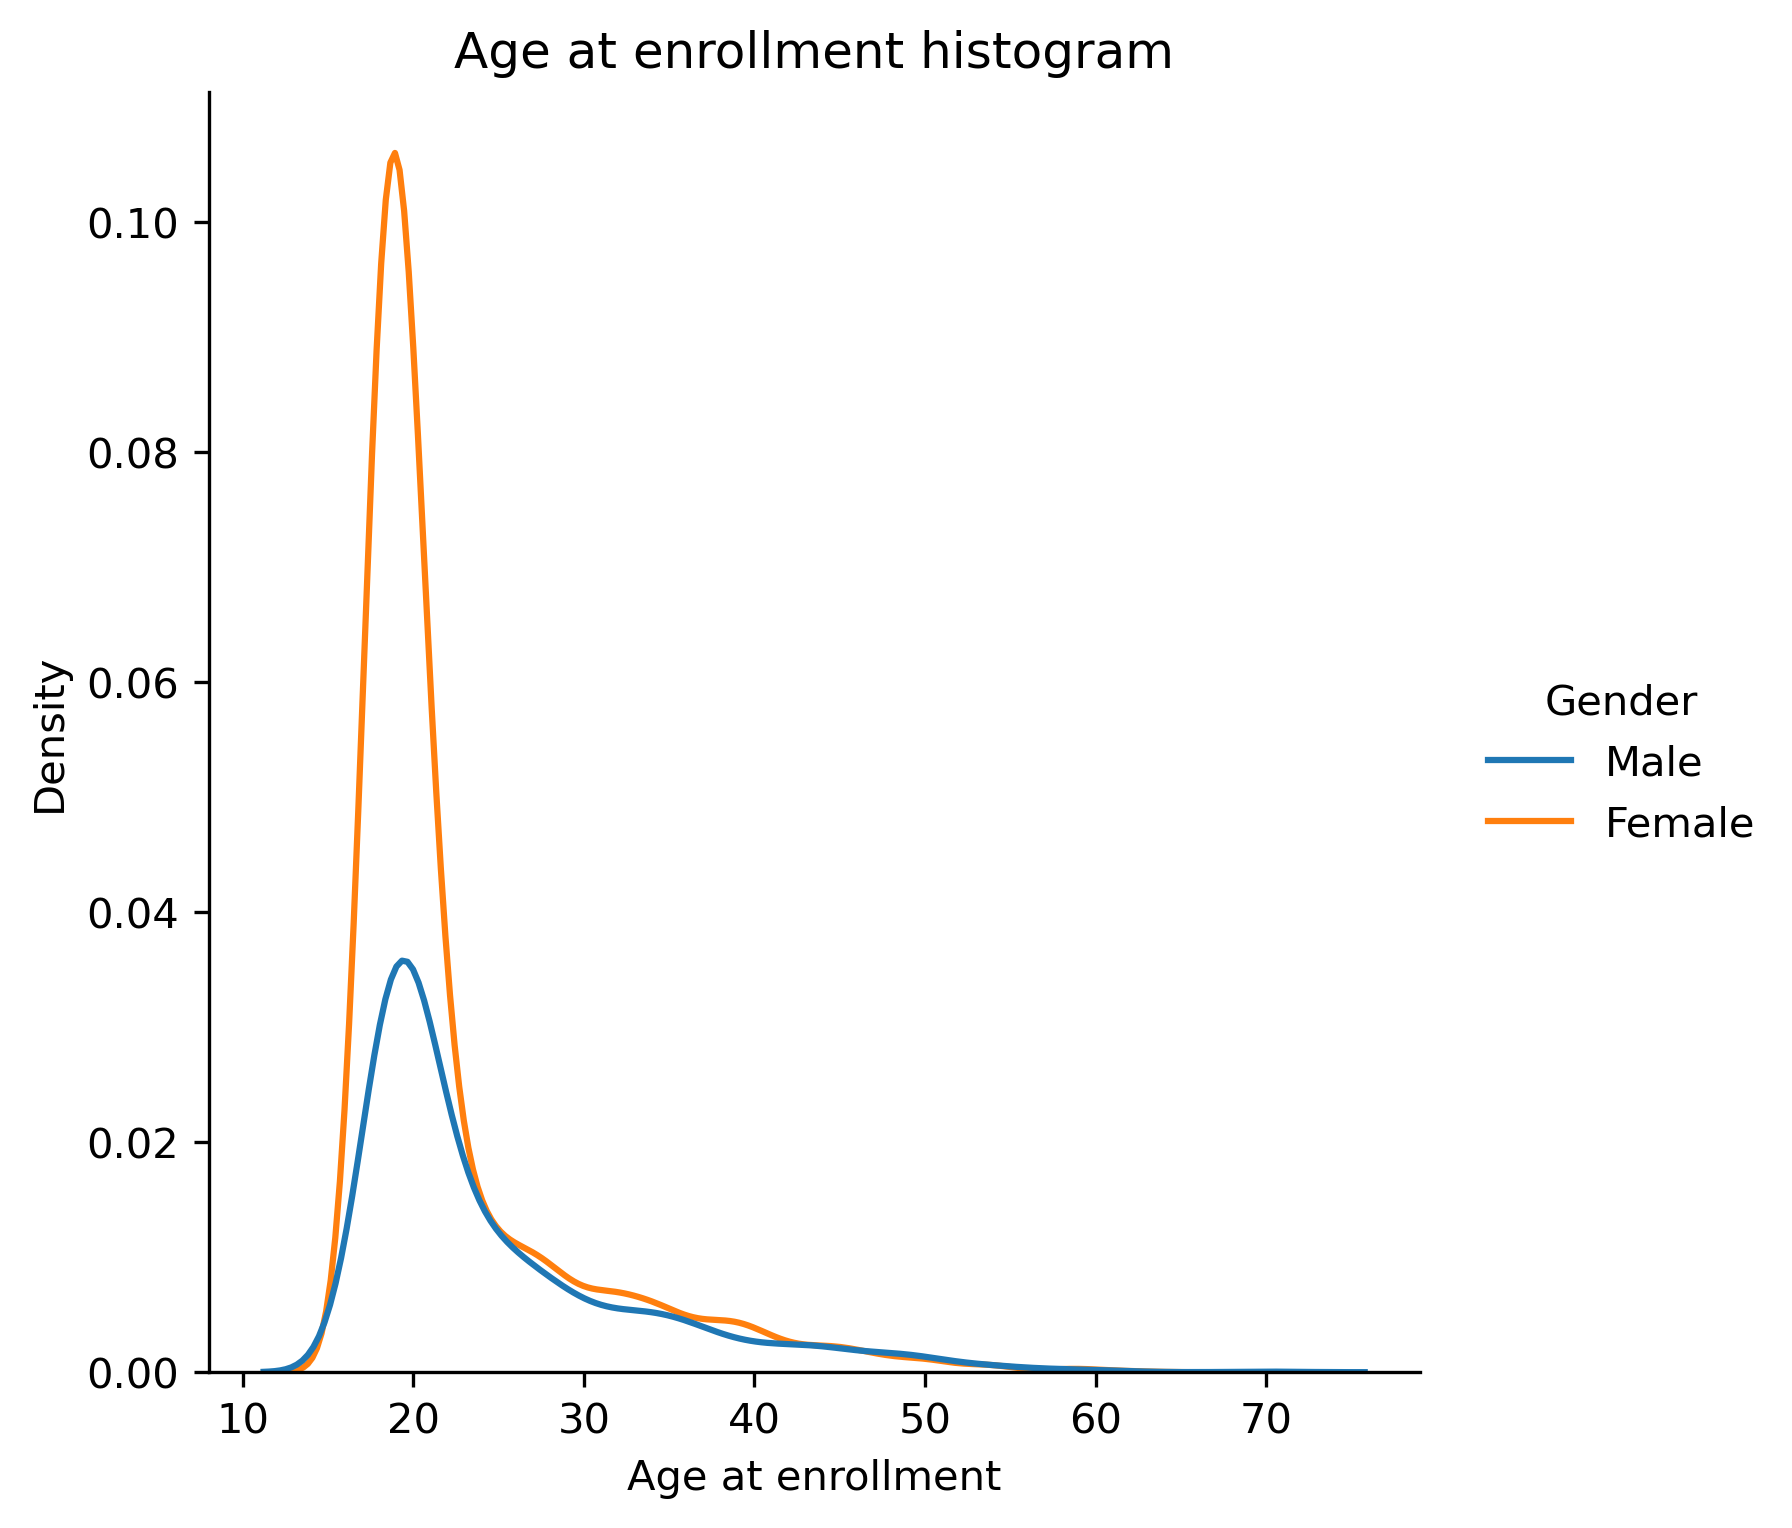 Age at enrollment histogram
0.10
0.08
0.06
0.04
0.02
0.00
Density
10 20 30 40 50 60 70
Age at enrollment
Gender
Male
Female